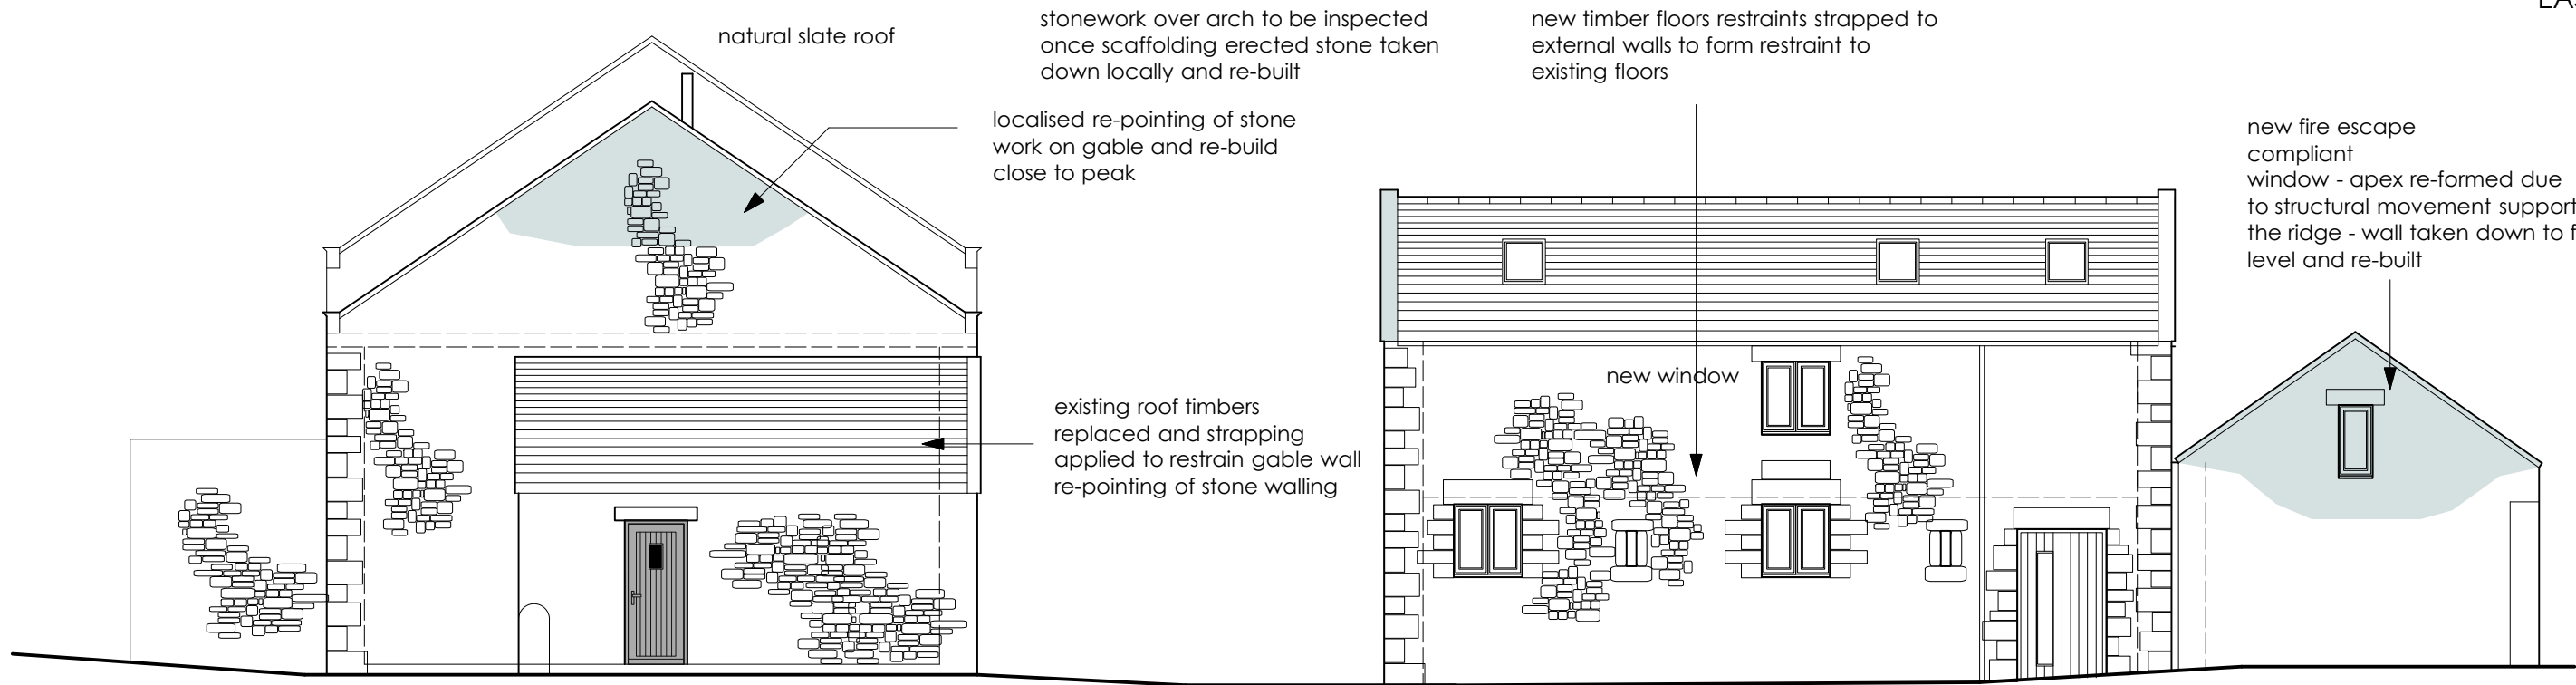 natural slate roof
stonework over arch to be inspected
once scaffolding erected stone taken
down locally and re-built
localised re-pointing of stone
work on gable and re-build
close to peak
existing roof timbers
replaced and strapping
applied to restrain gable wall
re-pointing of stone walling
new timber floors restraints strapped to
external walls to form restraint to
existing floors
new window
new fire escape
compliant
window - apex re-formed due
to structural movement support
the ridge - wall taken down to f
level and re-built